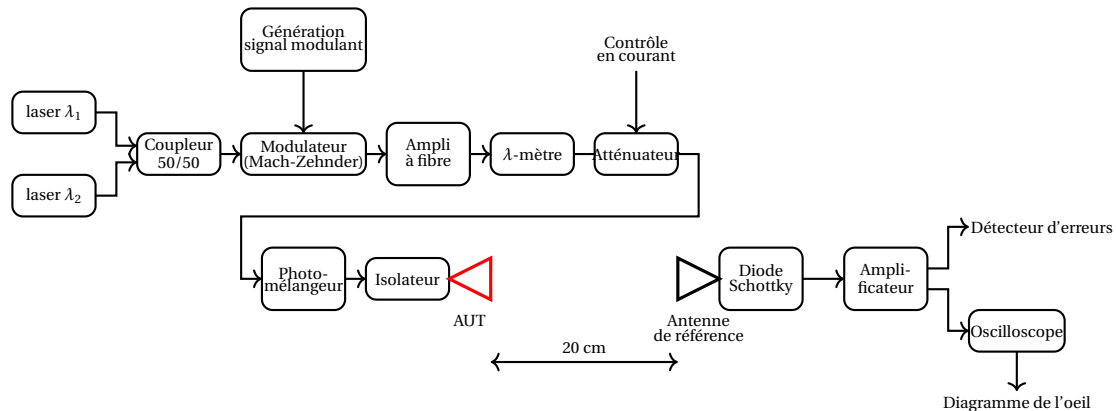 Génération
signal modulant
Contrôle
en courant
laser λ1
laser λ2
Coupleur
50/50
Modulateur
(Mach-Zehnder)
Ampli
à fibre
λ-mètre
Atténuateur
Photo-
mélangeur
Isolateur
AUT
Antenne
de référence
Diode
Schottky
Ampli-
ficateur
Détecteur d'erreurs
Oscilloscope
20 cm
Diagramme de l'oeil